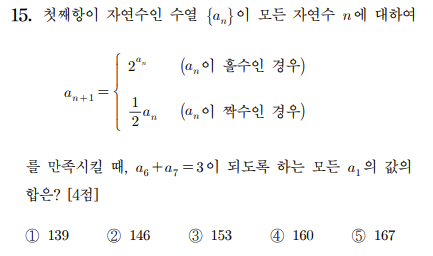 15. 첫째항이 자연수인 수열 {aₙ}이 모든 자연수 n에 대하여
aₙ₊₁ = { 2^{aₙ} (aₙ이 홀수인 경우)
1/2 aₙ (aₙ이 짝수인 경우)
를 만족시킬 때, a₆+a₇=3이 되도록 하는 모든 a₁의 값의
합은? [4점]
① 139 ② 146 ③ 153 ④ 160 ⑤ 167